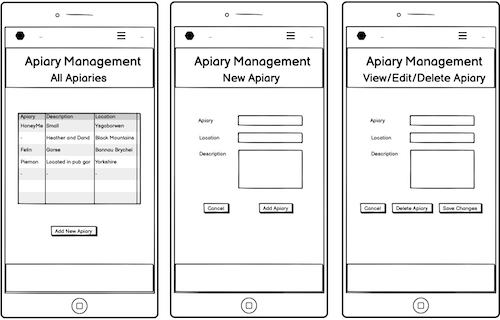 Apiary Management
All Apiaries
Apiary Description Location
HoneyMe Small Ysgoborwen
- Heather and Dand Black Mountains
Felin Gorse Bannau Brychei
Pieman Located in pub gar Yorkshire
- - -
Add New Apiary
Apiary Management
New Apiary
Apiary
Location
Description
Cancel Add Apiary
Apiary Management
View/Edit/Delete Apiary
Apiary
Location
Description
Cancel Delete Apiary Save Changes